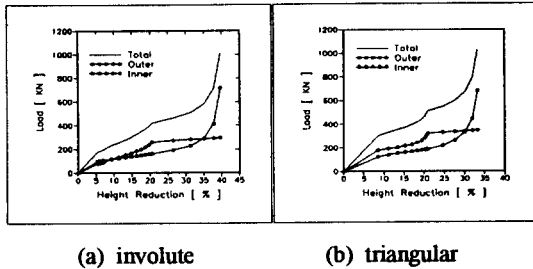 1200
1000
800
600
400
200
0
Load [ KN ]
Total
Outer
Inner
0 5 10 15 20 25 30 35 40 45
Height Reduction [ % ]
(a) involute
1200
1000
800
600
400
200
0
Load [ KN ]
Total
Outer
Inner
0 5 10 15 20 25 30 35 40
Height Reduction [ % ]
(b) triangular